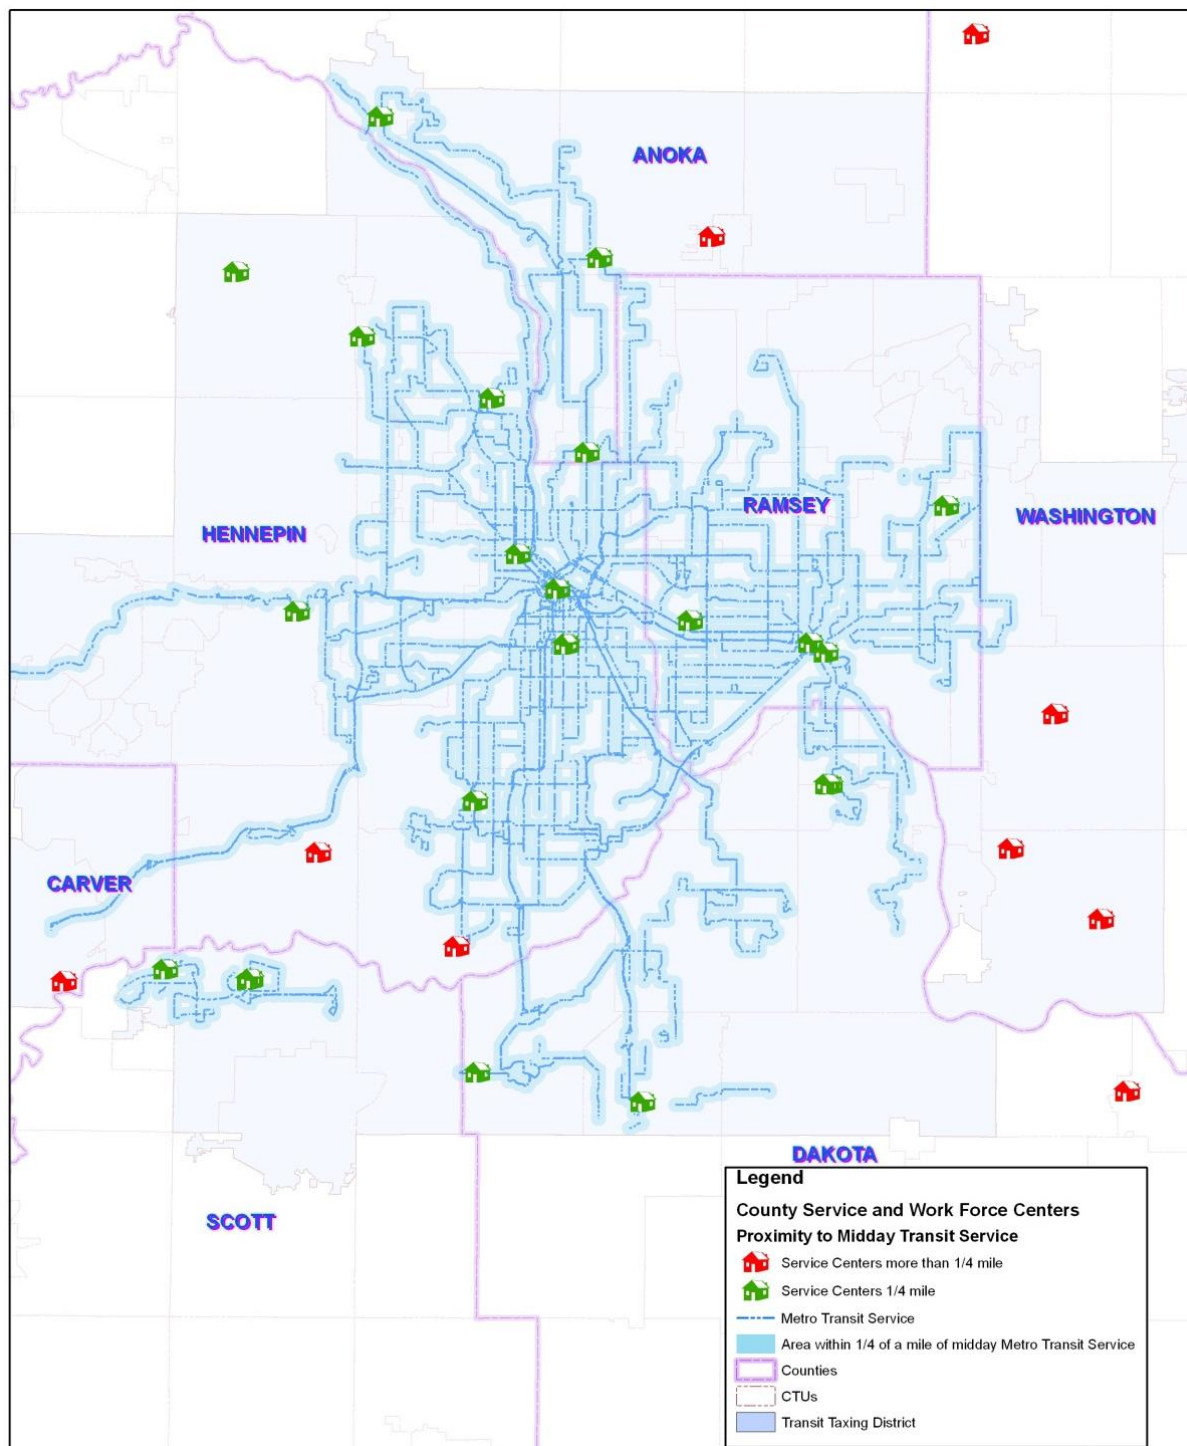 ANOKA
HENNEPIN
RAMSEY
WASHINGTON
CARVER
DAKOTA
SCOTT
Legend
County Service and Work Force Centers
Proximity to Midday Transit Service
Service Centers more than 1/4 mile
Service Centers 1/4 mile
Metro Transit Service
Area within 1/4 of a mile of midday Metro Transit Service
Counties
CTUs
Transit Taxing District